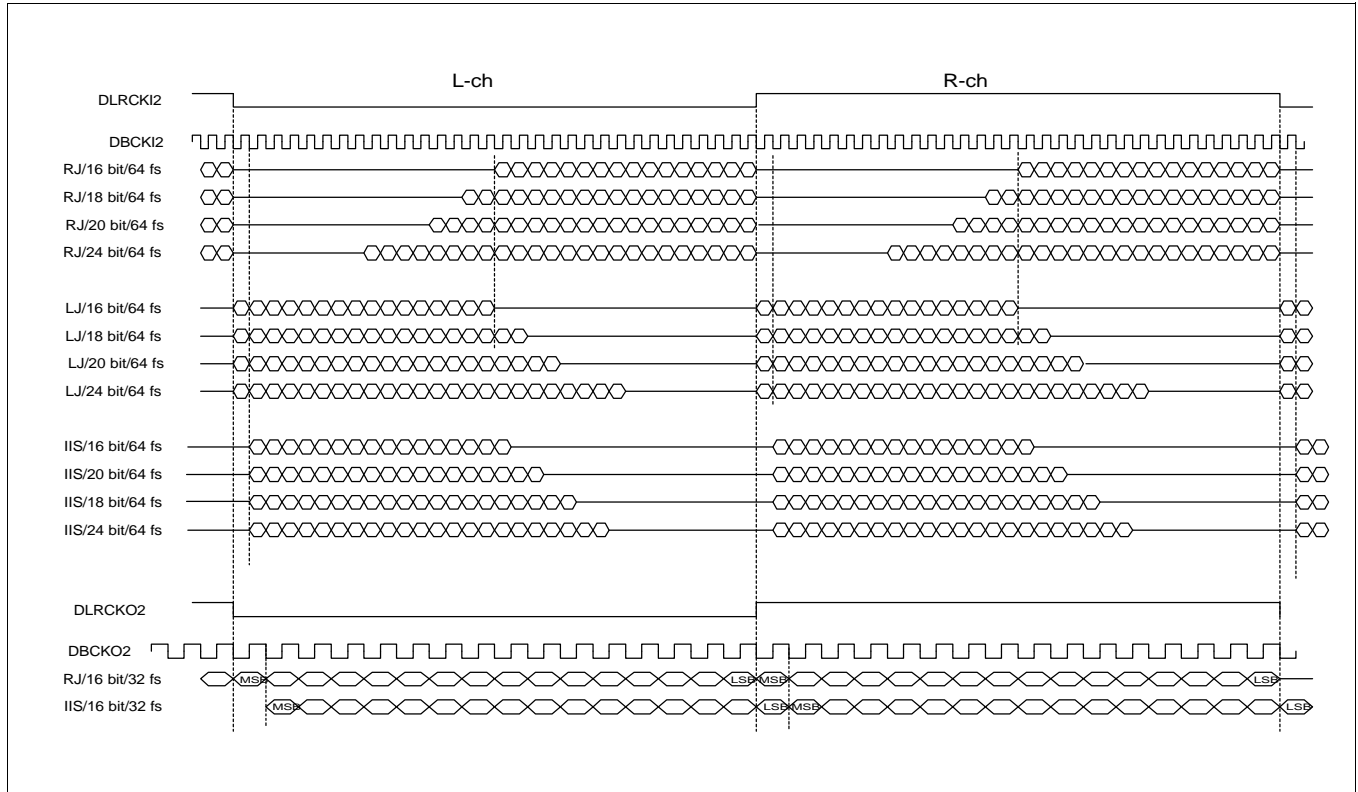 L-ch R-ch
DLRCKI2
DBCKI2
RJ/16 bit/64 fs
RJ/18 bit/64 fs
RJ/20 bit/64 fs
RJ/24 bit/64 fs
LJ/16 bit/64 fs
LJ/18 bit/64 fs
LJ/20 bit/64 fs
LJ/24 bit/64 fs
IIS/16 bit/64 fs
IIS/20 bit/64 fs
IIS/18 bit/64 fs
IIS/24 bit/64 fs
DLRCKO2
DBCKO2
RJ/16 bit/32 fs MSB LSB MSB LSB
IIS/16 bit/32 fs MSB LSB MSB LSB